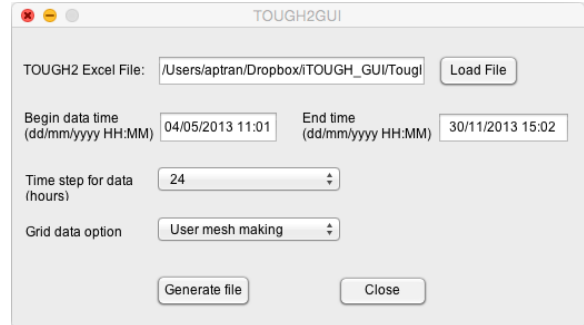 TOUGH2GUI
TOUGH2 Excel File: /Users/aptran/Dropbox/iTOUGH_GUI/Tougl Load File
Begin data time
(dd/mm/yyyy HH:MM) 04/05/2013 11:01
End time
(dd/mm/yyyy HH:MM) 30/11/2013 15:02
Time step for data
(hours) 24
Grid data option User mesh making
Generate file Close